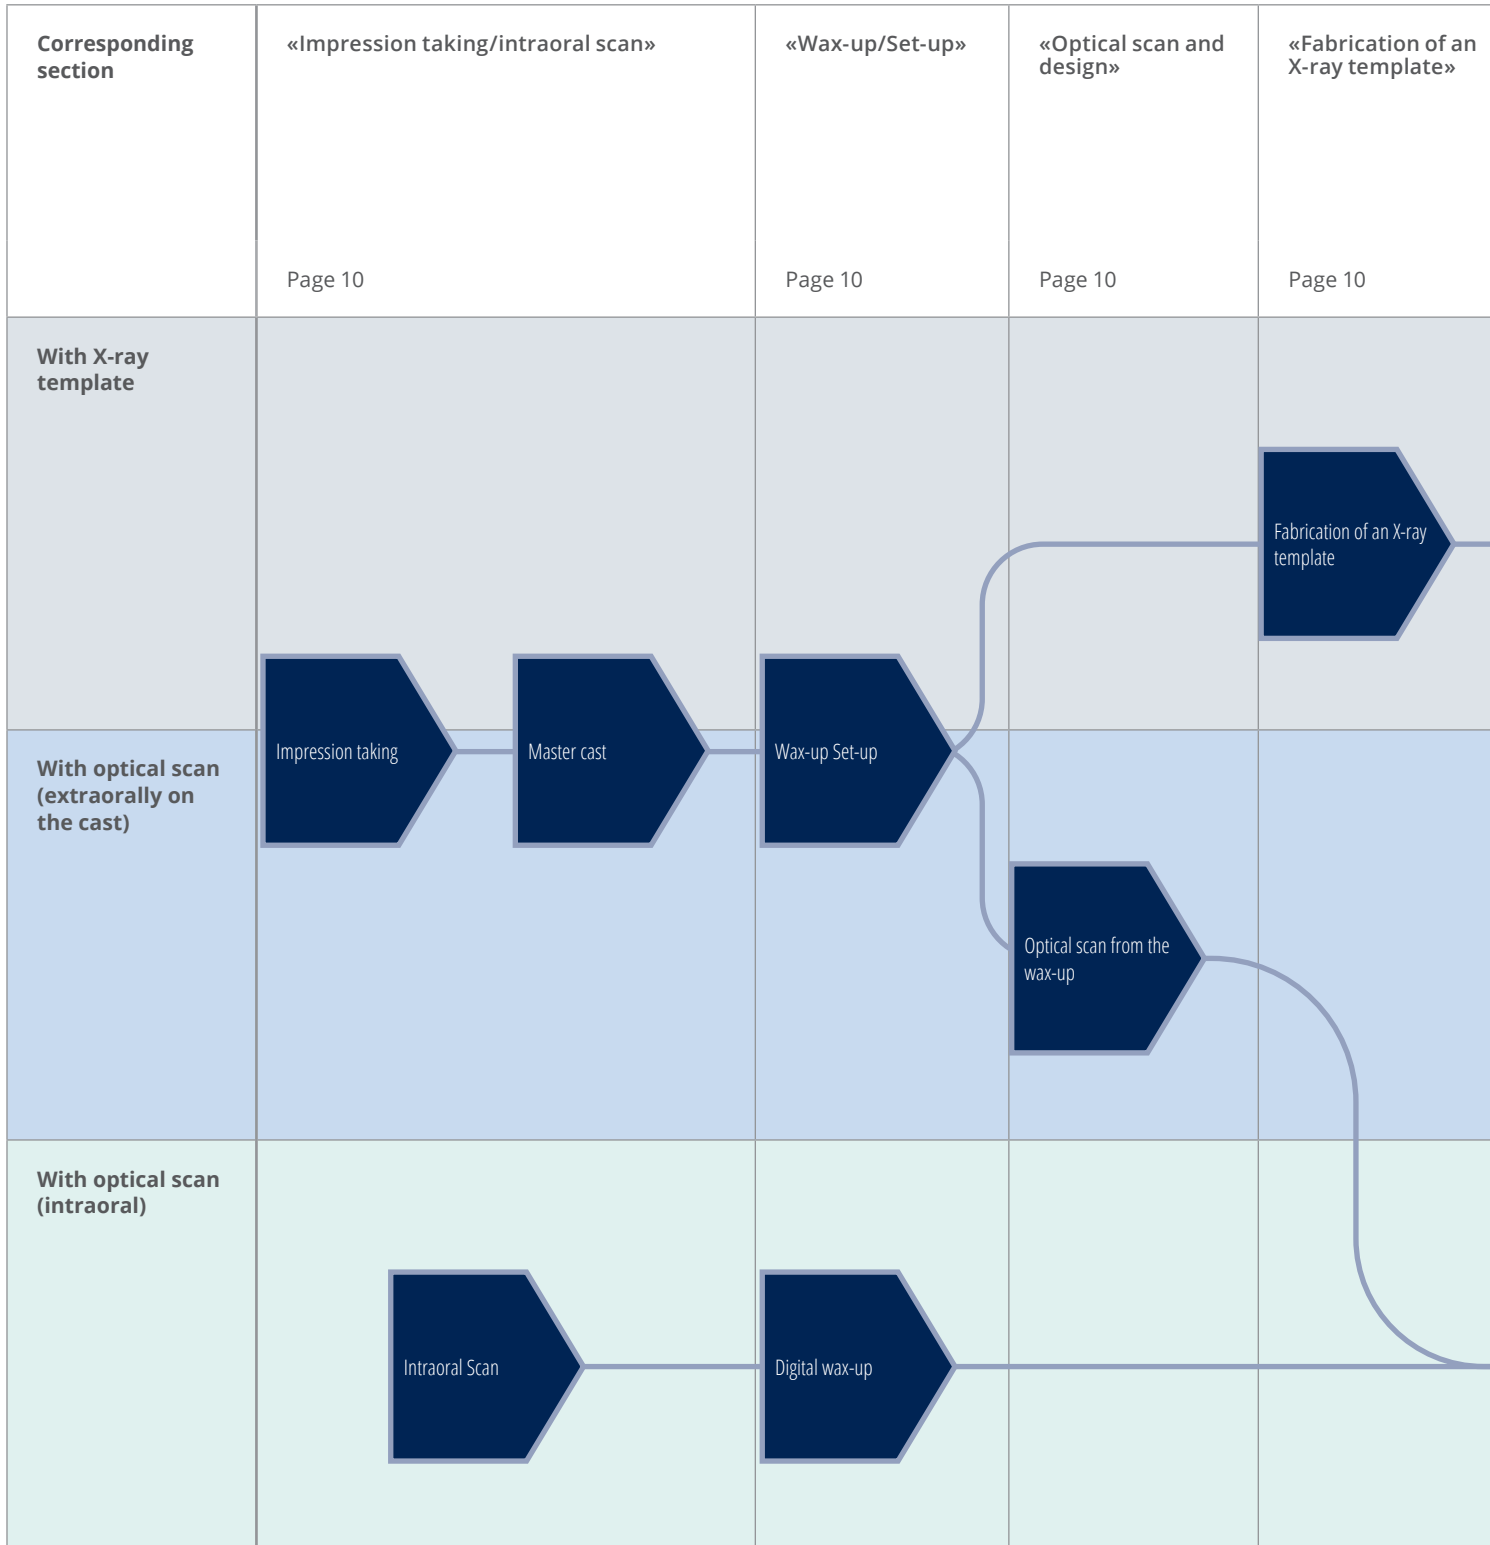 Corresponding
section
«Impression taking/intraoral scan»
«Wax-up/Set-up»
«Optical scan and
design»
«Fabrication of an
X-ray template»
Page 10
Page 10
Page 10
Page 10
With X-ray
template
Fabrication of an X-ray
template
Impression taking
Master cast
Wax-up Set-up
With optical scan
(extraorally on
the cast)
Optical scan from the
wax-up
With optical scan
(intraoral)
Intraoral Scan
Digital wax-up